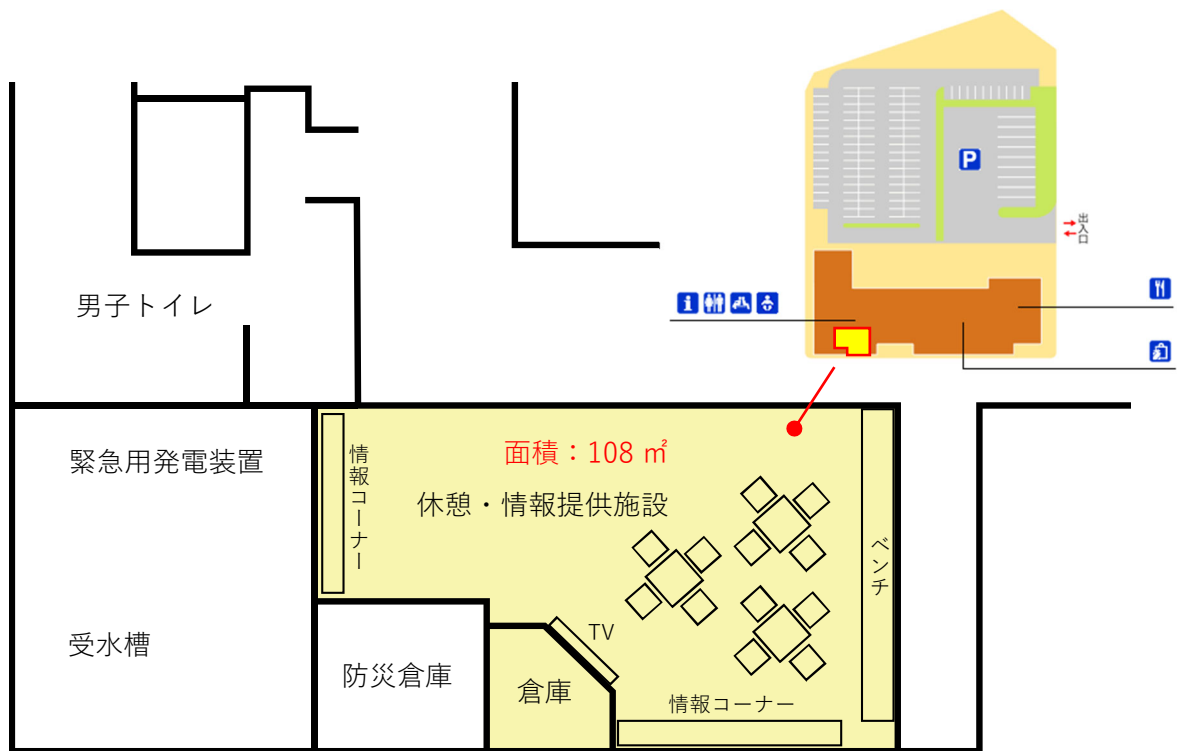 P
出入口
i
男子トイレ
緊急用発電装置
情報コーナー
面積：108 ㎡
休憩・情報提供施設
ベンチ
TV
受水槽
防災倉庫
倉庫
情報コーナー